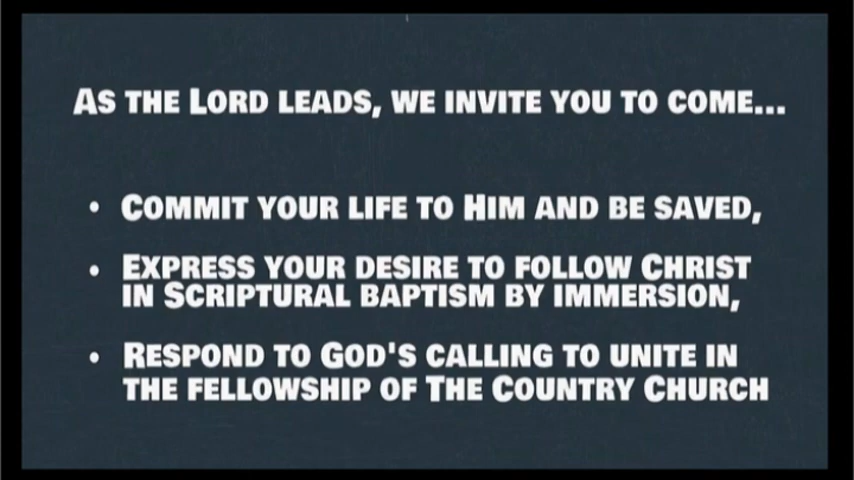 As the Lord leads, we invite you to come...
• Commit your life to Him and be saved,
• Express your desire to follow Christ
in Scriptural baptism by immersion,
• Respond to God's calling to unite in
the fellowship of The Country Church